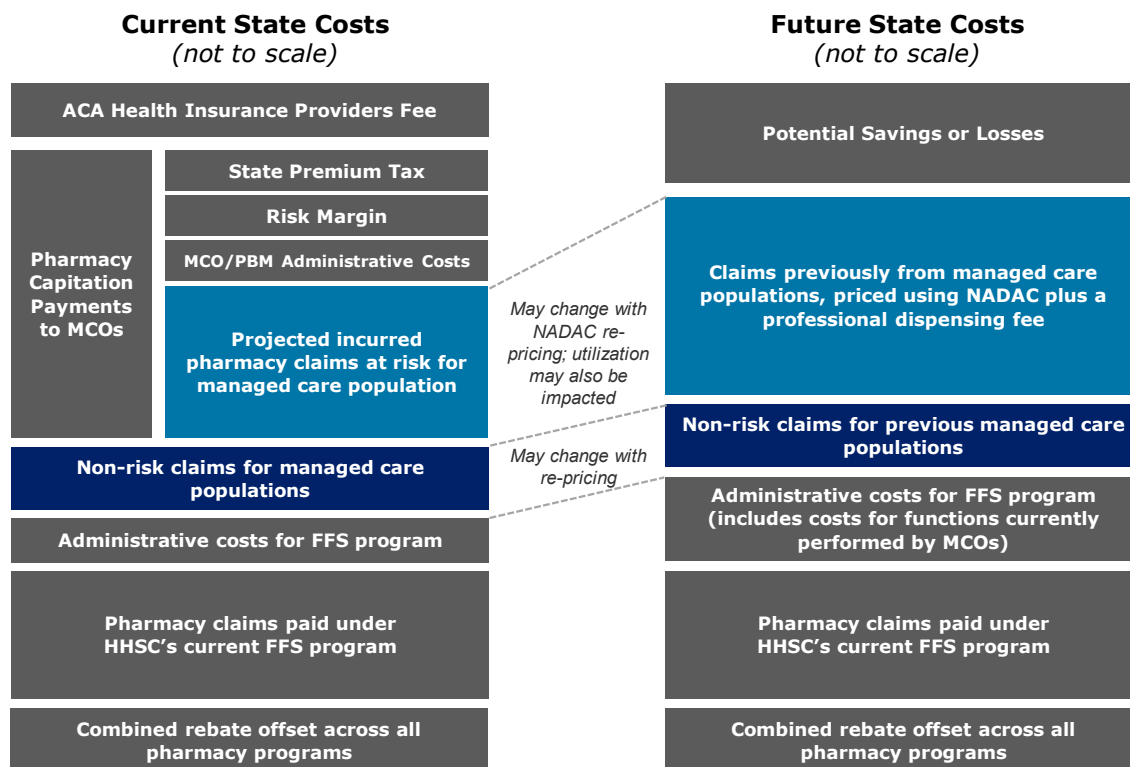 Current State Costs
(not to scale)
ACA Health Insurance Providers Fee
Pharmacy
Capitation
Payments
to MCOs
State Premium Tax
Risk Margin
MCO/PBM Administrative Costs
Projected incurred
pharmacy claims at risk for
managed care population
Non-risk claims for managed care
populations
Administrative costs for FFS program
Pharmacy claims paid under
HHSC’s current FFS program
Combined rebate offset across all
pharmacy programs
May change with
NADAC re-
pricing; utilization
may also be
impacted
May change with
re-pricing
Future State Costs
(not to scale)
Potential Savings or Losses
Claims previously from managed care
populations, priced using NADAC plus a
professional dispensing fee
Non-risk claims for previous managed care
populations
Administrative costs for FFS program
(includes costs for functions currently
performed by MCOs)
Pharmacy claims paid under
HHSC’s current FFS program
Combined rebate offset across all
pharmacy programs